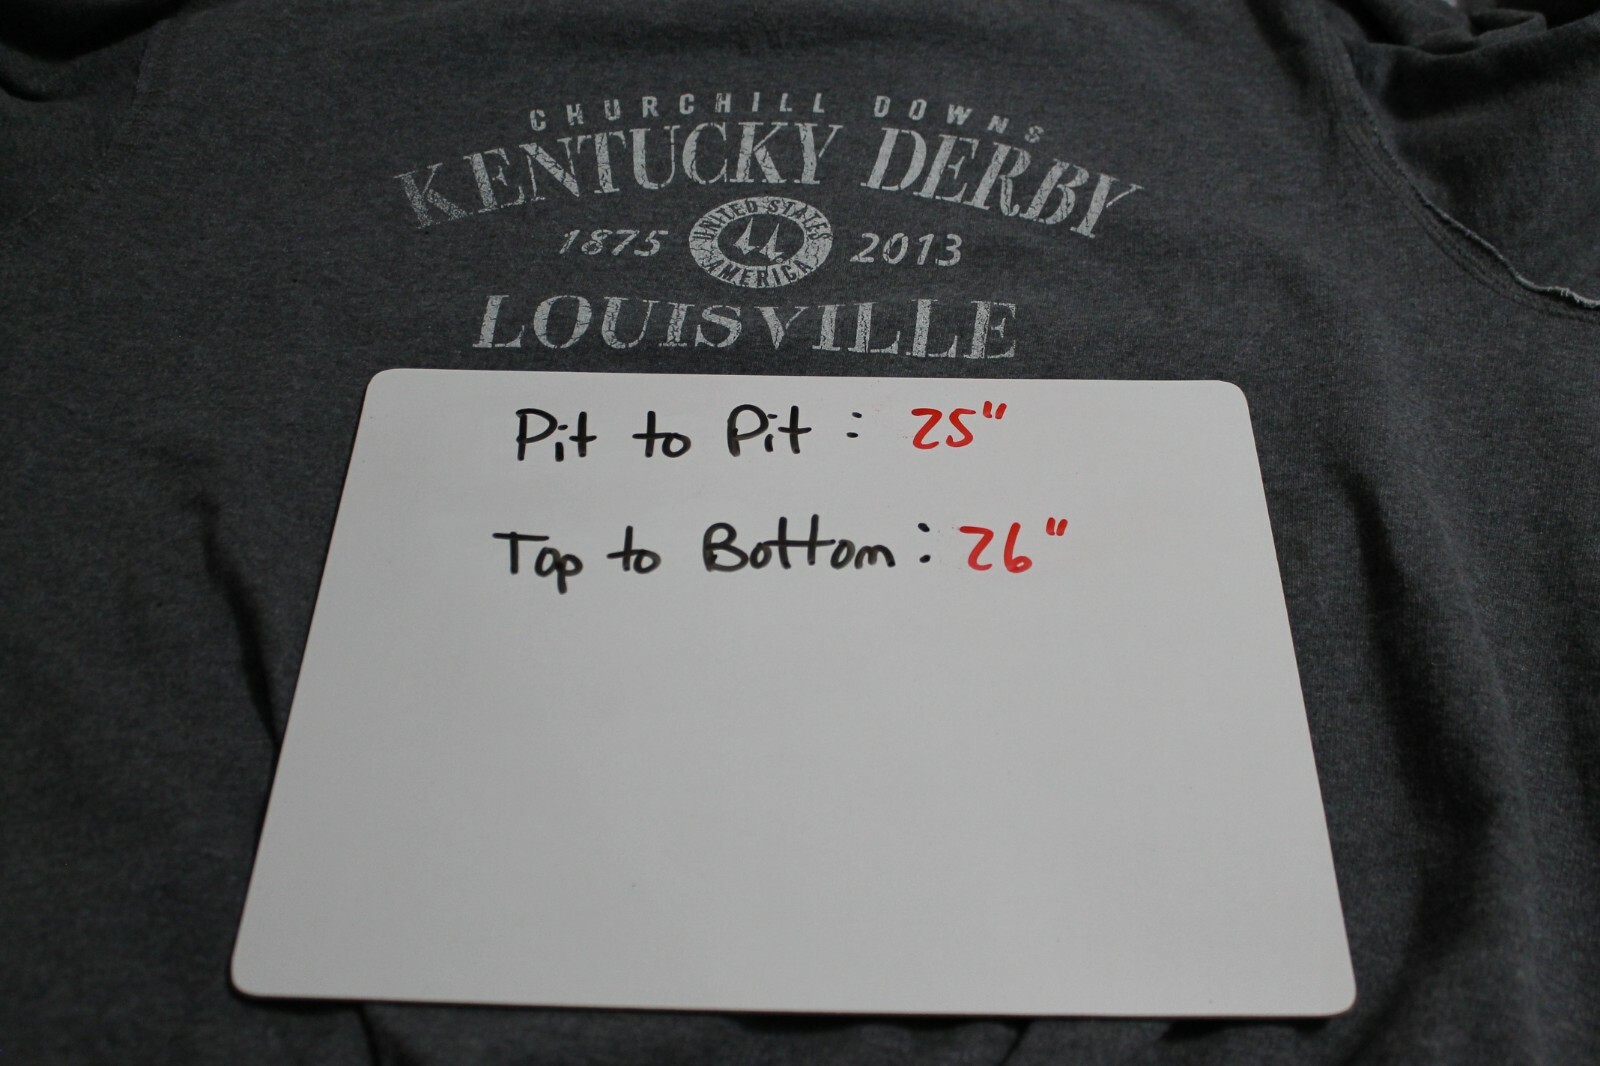 CHURCHILL DOWNS
KENTUCKY DERBY
1875 UNITED STATES AMERICA 2013
LOUISVILLE
Pit to Pit : 25"
Top to Bottom : 26"